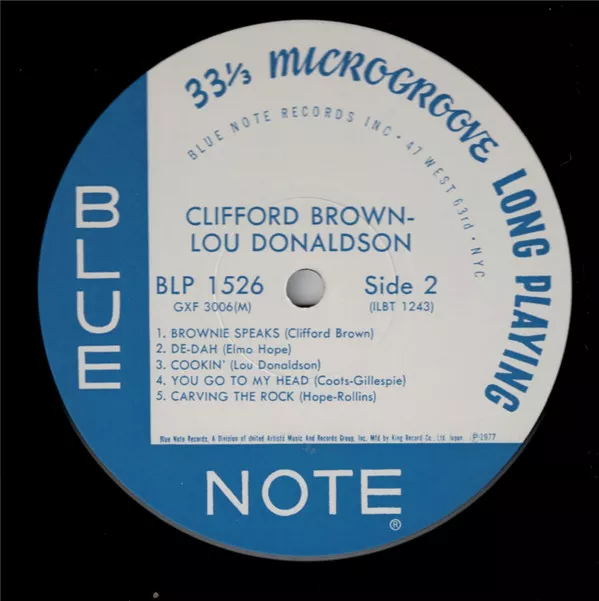 33⅓ MICROGROOVE LONG PLAYING
BLUE NOTE RECORDS INC • 47 WEST 63rd • NYC
BLUE
CLIFFORD BROWN-
LOU DONALDSON
BLP 1526 Side 2
GXF 3006(M) (ILBT 1243)
1. BROWNIE SPEAKS (Clifford Brown)
2. DE-DAH (Elmo Hope)
3. COOKIN' (Lou Donaldson)
4. YOU GO TO MY HEAD (Coots-Gillespie)
5. CARVING THE ROCK (Hope-Rollins)
Blue Note Records, A Division of United Artists Music And Records Group, Inc. Mfd by King Record Co., Ltd Japan. ℗1977
NOTE®